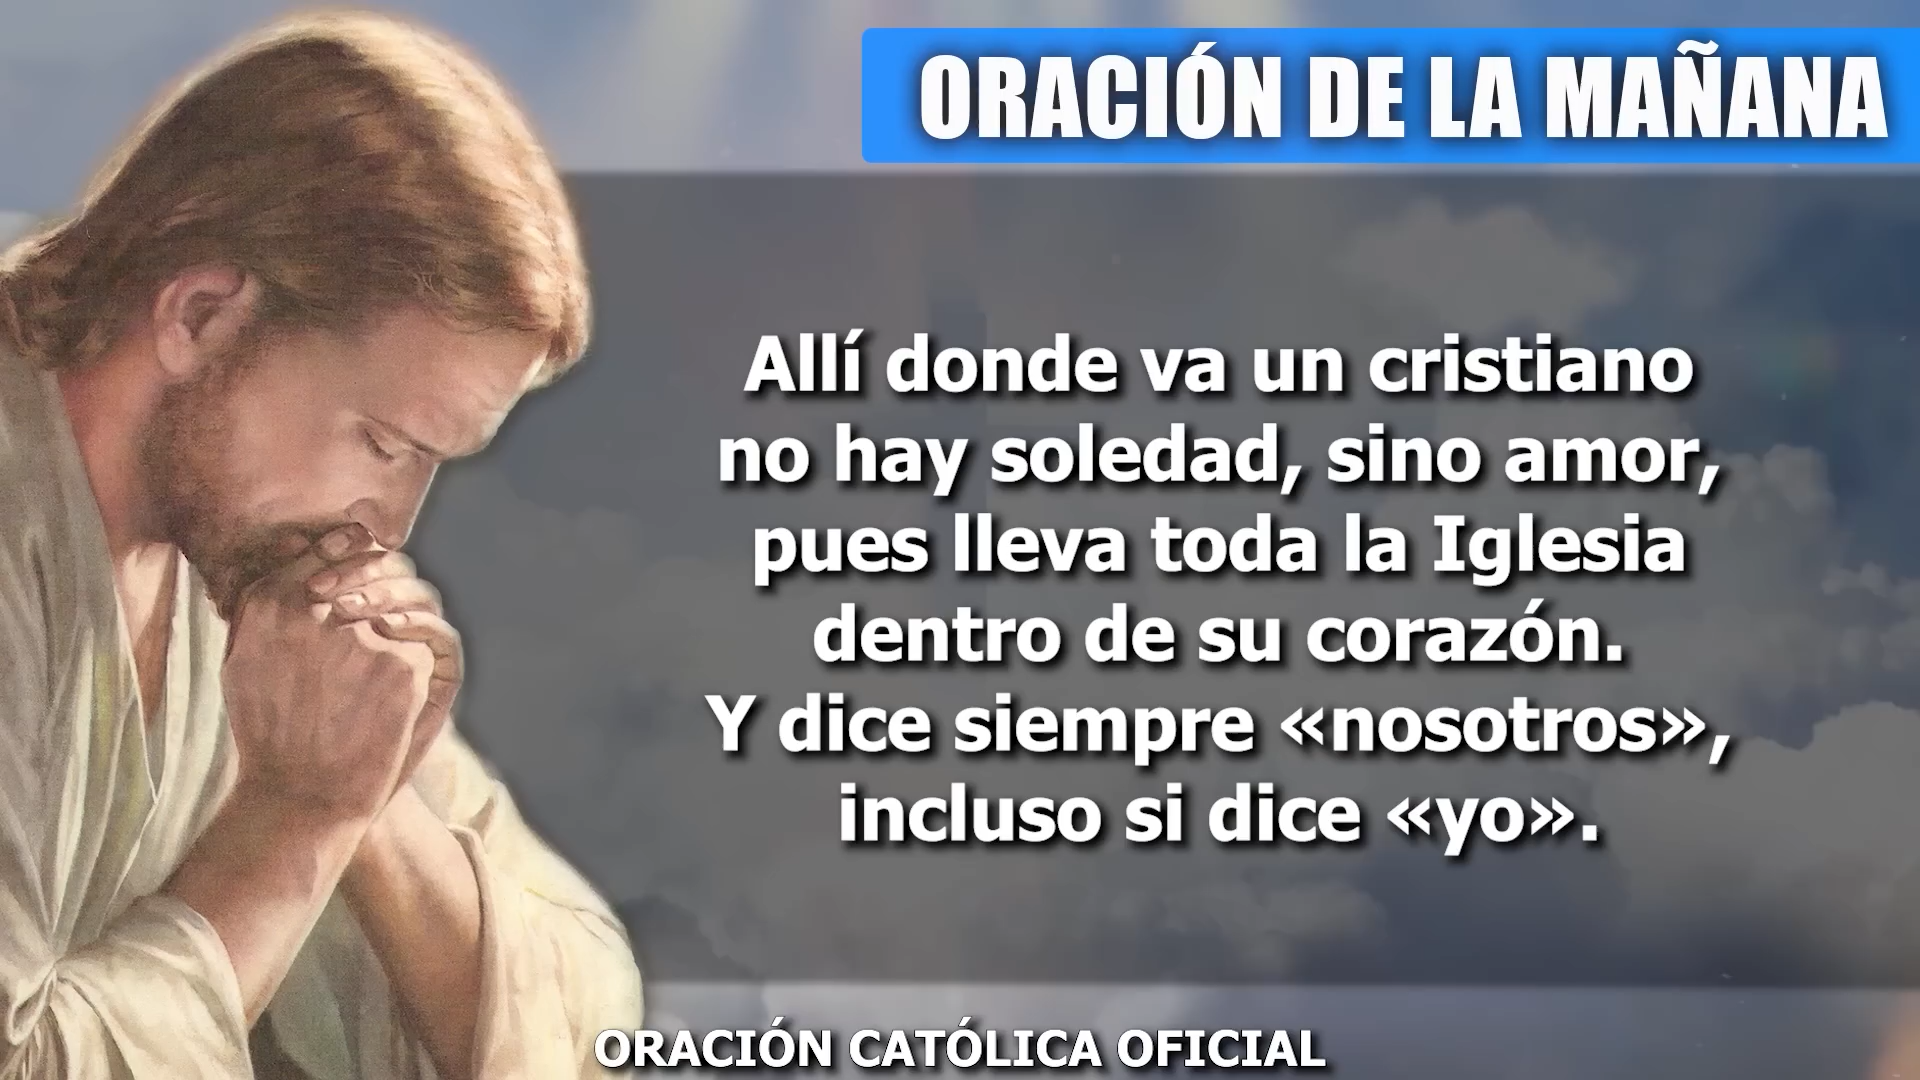 ORACIÓN DE LA MAÑANA
Allí donde va un cristiano
no hay soledad, sino amor,
pues lleva toda la Iglesia
dentro de su corazón.
Y dice siempre «nosotros»,
incluso si dice «yo».
ORACIÓN CATÓLICA OFICIAL